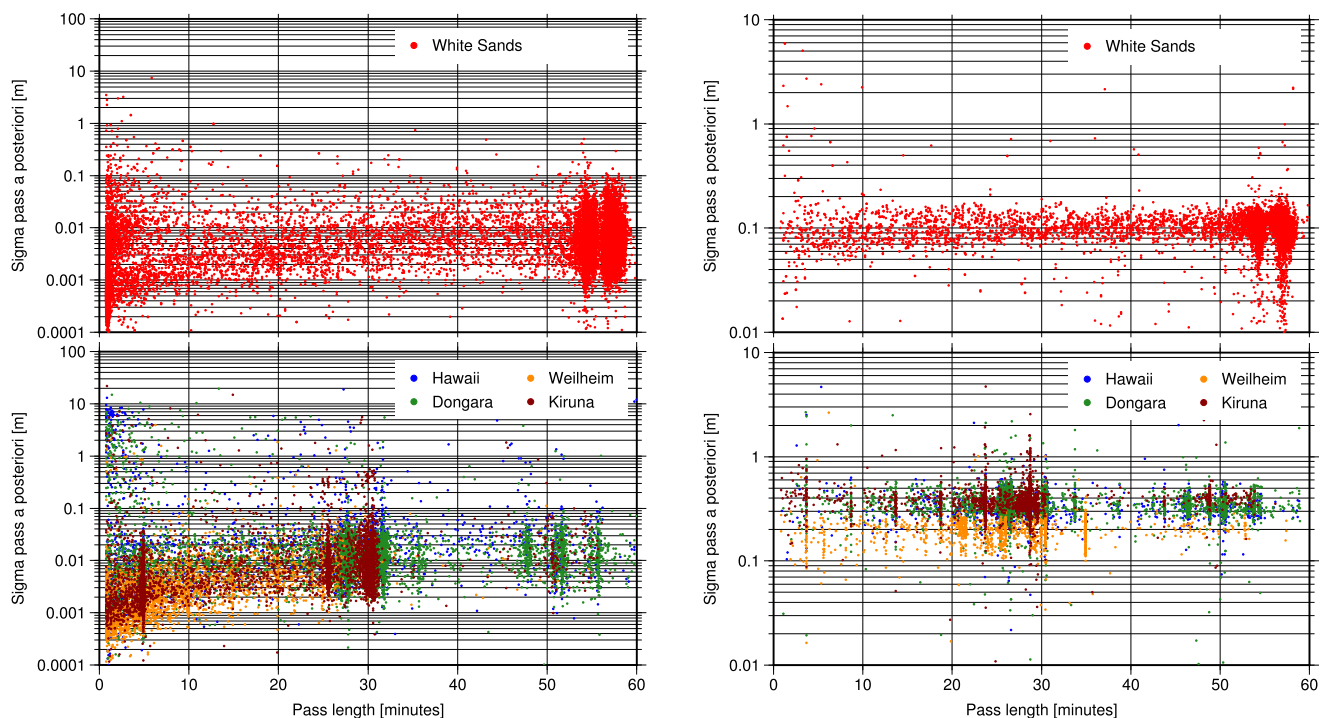 100
10
1
0.1
0.01
0.001
0.0001
Sigma pass a posteriori [m]
White Sands
10
1
0.1
0.01
Sigma pass a posteriori [m]
White Sands
100
10
1
0.1
0.01
0.001
0.0001
Sigma pass a posteriori [m]
Hawaii Weilheim
Dongara Kiruna
0 10 20 30 40 50 60
Pass length [minutes]
10
1
0.1
0.01
Sigma pass a posteriori [m]
Hawaii Weilheim
Dongara Kiruna
0 10 20 30 40 50 60
Pass length [minutes]